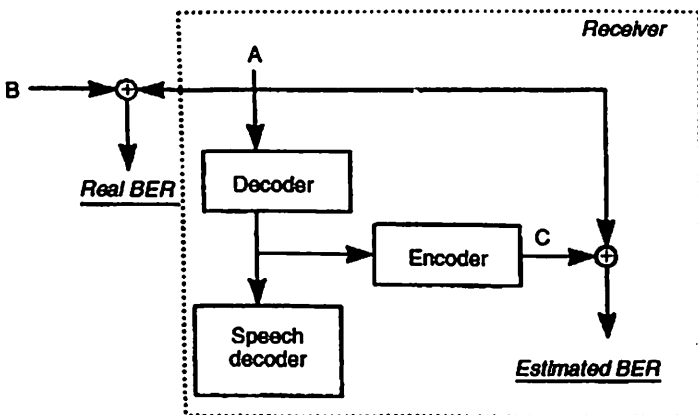 Receiver
A
B
Real BER
Decoder
C
Encoder
Speech
decoder
Estimated BER